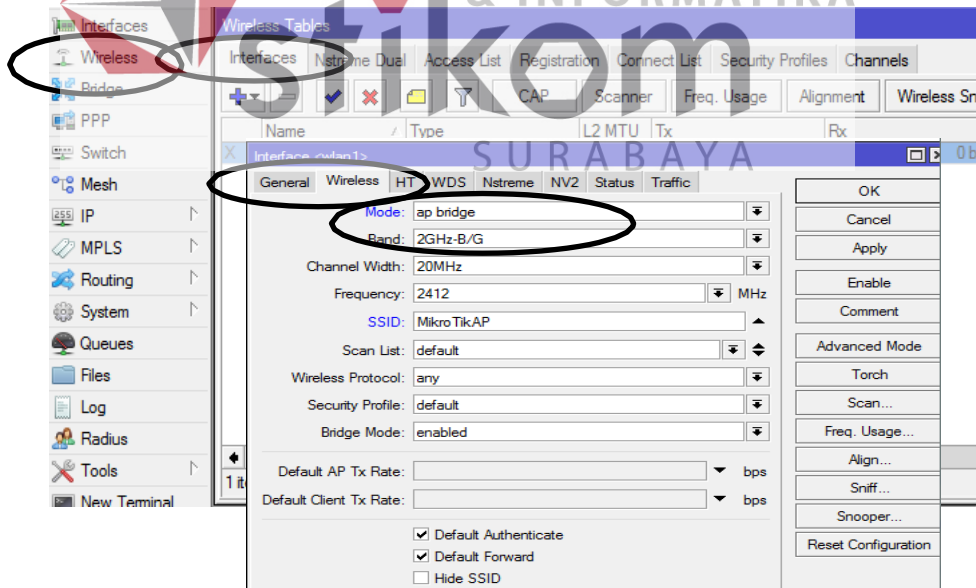 & INFORMATIKA
stikom
SURABAYA
Interfaces
Wireless
Bridge
PPP
Switch
Mesh
IP
MPLS
Routing
System
Queues
Files
Log
Radius
Tools
New Terminal
Wireless Tables
Interfaces Nstreme Dual Access List Registration Connect List Security Profiles Channels
CAP Scanner Freq. Usage Alignment Wireless Sn
Name / Type L2 MTU Tx Rx
X 0 b
1 ite
Interface <wlan1>
General Wireless HT WDS Nstreme NV2 Status Traffic
Mode: ap bridge
Band: 2GHz-B/G
Channel Width: 20MHz
Frequency: 2412 MHz
SSID: MikroTikAP
Scan List: default
Wireless Protocol: any
Security Profile: default
Bridge Mode: enabled
Default AP Tx Rate: bps
Default Client Tx Rate: bps
Default Authenticate
Default Forward
Hide SSID
OK
Cancel
Apply
Enable
Comment
Advanced Mode
Torch
Scan...
Freq. Usage...
Align...
Sniff...
Snooper...
Reset Configuration